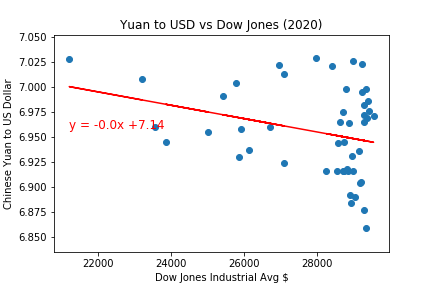 Yuan to USD vs Dow Jones (2020)
7.050
7.025
7.000
6.975
6.950
6.925
6.900
6.875
6.850
Chinese Yuan to US Dollar
y = -0.0x +7.14
22000 24000 26000 28000
Dow Jones Industrial Avg $